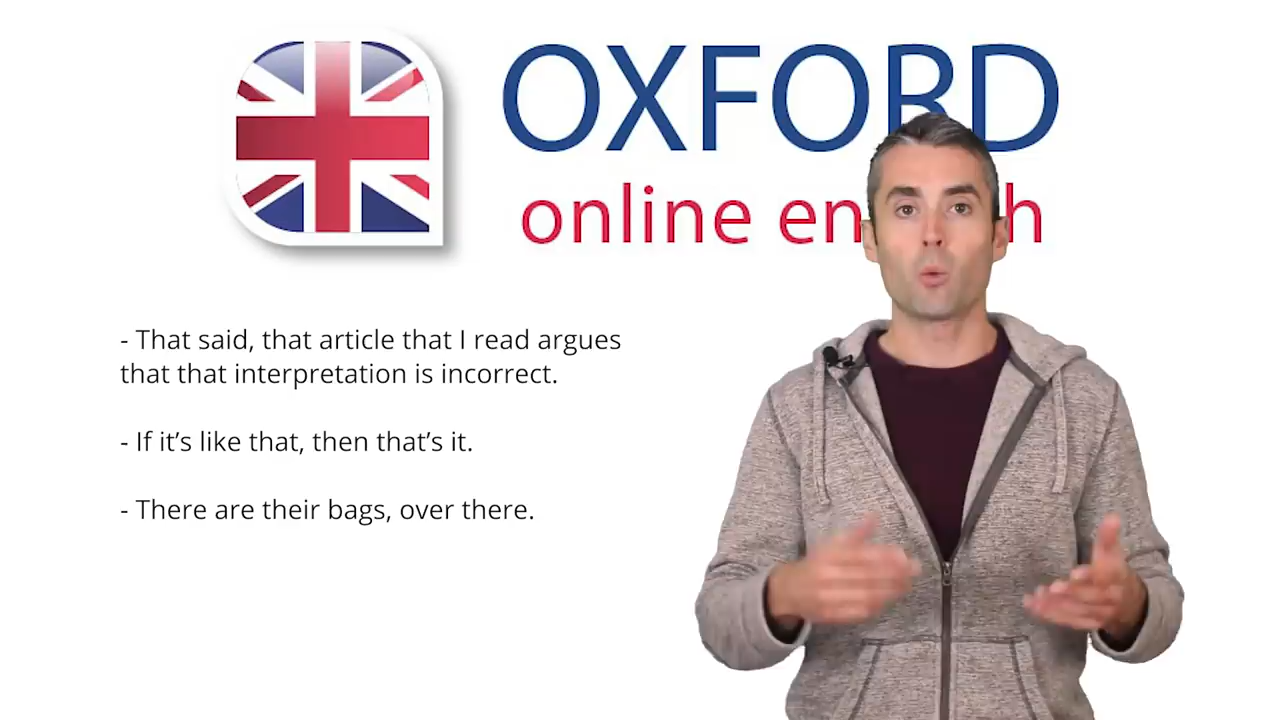 OXFORD
online en h
- That said, that article that I read argues
that that interpretation is incorrect.
- If it’s like that, then that’s it.
- There are their bags, over there.